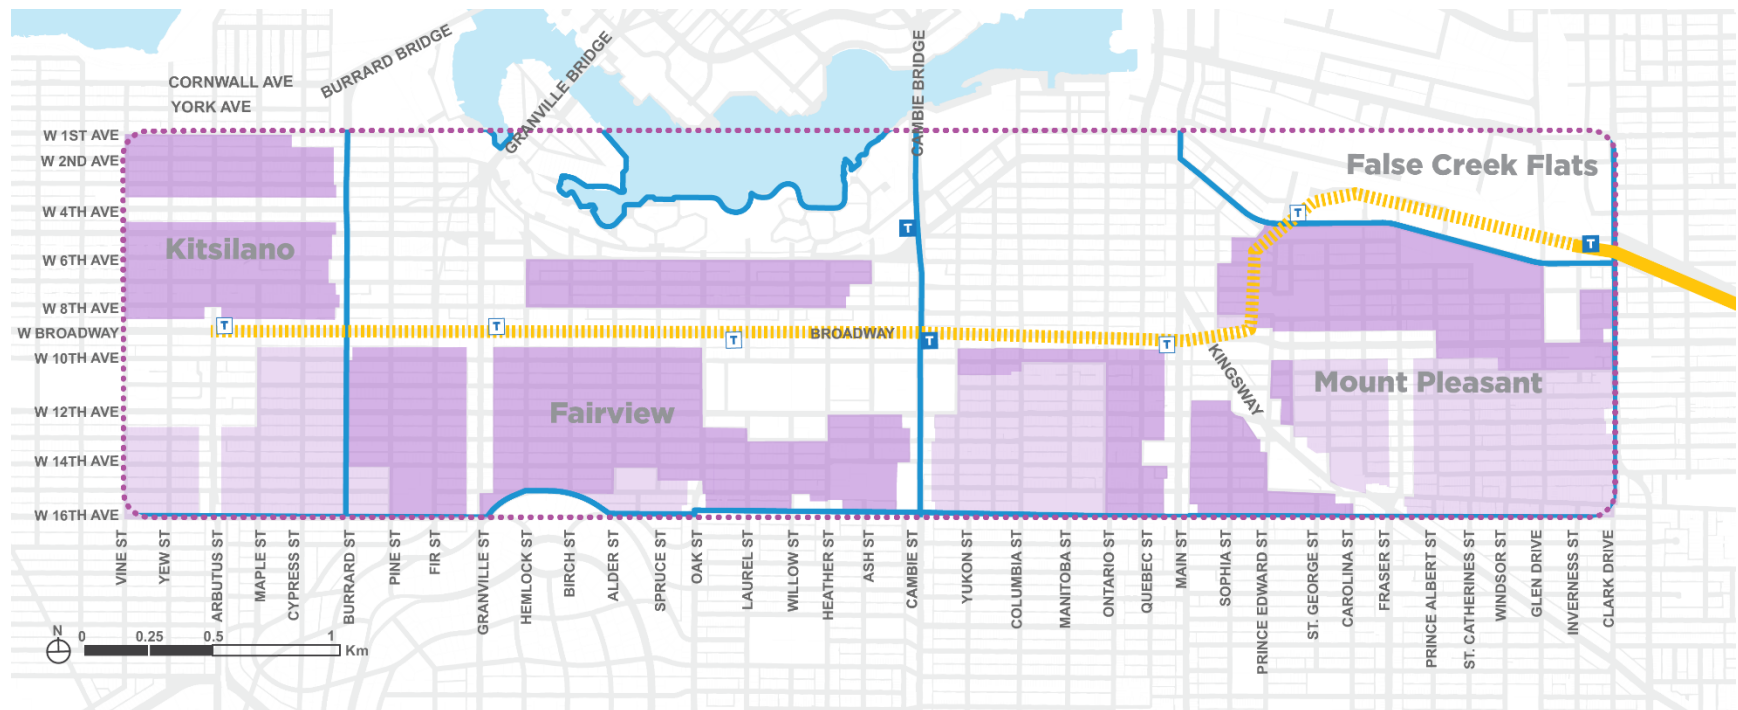 CORNWALL AVE
YORK AVE
BURRARD BRIDGE
GRANVILLE BRIDGE
CAMBIE BRIDGE
W 1ST AVE
W 2ND AVE
W 4TH AVE
W 6TH AVE
W 8TH AVE
W BROADWAY
W 10TH AVE
W 12TH AVE
W 14TH AVE
W 16TH AVE
Kitsilano
Fairview
False Creek Flats
Mount Pleasant
BROADWAY
KINGSWAY
T
T
T
T
T
T
T
T
VINE ST
YEW ST
ARBUTUS ST
MAPLE ST
CYPRESS ST
BURRARD ST
PINE ST
FIR ST
GRANVILLE ST
HEMLOCK ST
BIRCH ST
ALDER ST
SPRUCE ST
OAK ST
LAUREL ST
WILLOW ST
HEATHER ST
ASH ST
CAMBIE ST
YUKON ST
COLUMBIA ST
MANITOBA ST
ONTARIO ST
QUEBEC ST
MAIN ST
SOPHIA ST
PRINCE EDWARD ST
ST. GEORGE ST
CAROLINA ST
FRASER ST
PRINCE ALBERT ST
ST. CATHERINES ST
WINDSOR ST
GLEN DRIVE
INVERNESS ST
CLARK DRIVE
N
0 0.25 0.5 1
Km